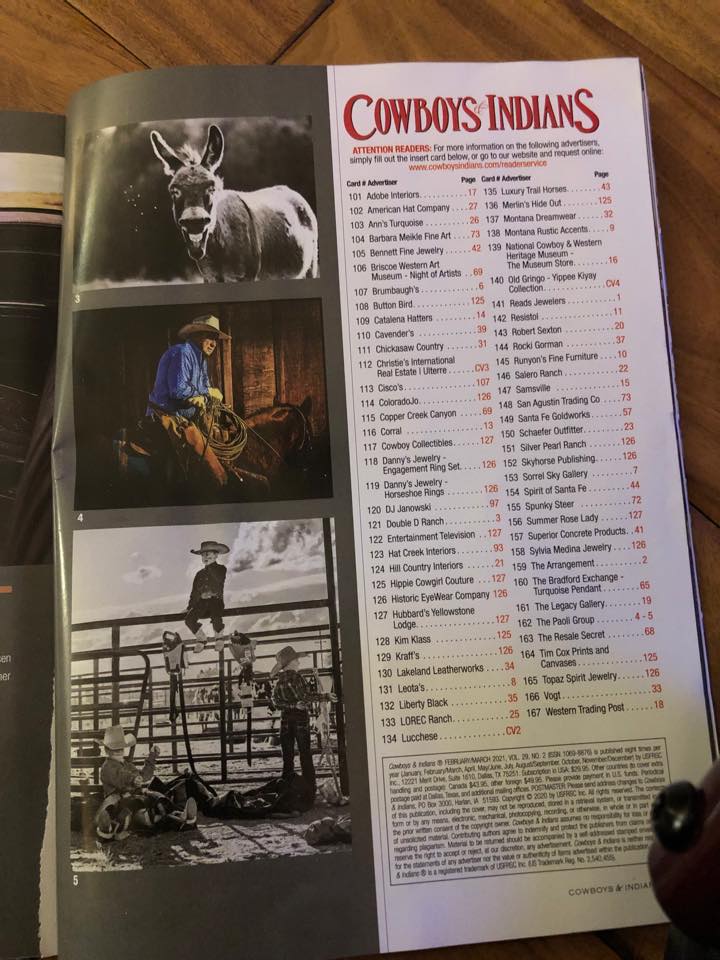 sen
ner
3
4
5
COWBOYS & INDIANS
ATTENTION READERS: For more information on the following advertisers,
simply fill out the insert card below, or go to our website and request online:
www.cowboysindians.com/readerservice
Card # Advertiser Page
101 Adobe Interiors. . . . . . . . . . . . 17
102 American Hat Company . . . . 27
103 Ann's Turquoise . . . . . . . . . . 26
104 Barbara Meikle Fine Art . . . . 73
105 Bennett Fine Jewelry . . . . . . 42
106 Briscoe Western Art
Museum - Night of Artists . . 69
107 Brumbaugh's . . . . . . . . . . . . . 6
108 Button Bird. . . . . . . . . . . . . 125
109 Catalena Hatters . . . . . . . . . 14
110 Cavender's . . . . . . . . . . . . . 39
111 Chickasaw Country . . . . . . . 31
112 Christie's International
Real Estate l Uiterre . . . . . CV3
113 Cisco's . . . . . . . . . . . . . . . 107
114 ColoradoJo. . . . . . . . . . . . . 126
115 Copper Creek Canyon . . . . . 69
116 Corral . . . . . . . . . . . . . . . . . 13
117 Cowboy Collectibles. . . . . . 127
118 Danny's Jewelry -
Engagement Ring Set. . . . . 126
119 Danny's Jewelry -
Horseshoe Rings . . . . . . . . 126
120 DJ Janowski . . . . . . . . . . . . 97
121 Double D Ranch . . . . . . . . . . 3
122 Entertainment Television . . 127
123 Hat Creek Interiors. . . . . . . . 93
124 Hill Country Interiors . . . . . . 21
125 Hippie Cowgirl Couture . . . 127
126 Historic EyeWear Company 126
127 Hubbard's Yellowstone
Lodge. . . . . . . . . . . . . . . . . 127
128 Kim Klass . . . . . . . . . . . . . 125
129 Kraff's . . . . . . . . . . . . . . . . 126
130 Lakeland Leatherworks . . . . 34
131 Leota's . . . . . . . . . . . . . . . . . 8
132 Liberty Black . . . . . . . . . . . . 35
133 LOREC Ranch. . . . . . . . . . . . 25
134 Lucchese . . . . . . . . . . . . . . CV2
Card # Advertiser Page
135 Luxury Trail Horses. . . . . . . . 43
136 Merlin's Hide Out. . . . . . . . 125
137 Montana Dreamwear . . . . . . 32
138 Montana Rustic Accents. . . . . 9
139 National Cowboy & Western
Heritage Museum -
The Museum Store. . . . . . . . 16
140 Old Gringo - Yippee Kiyay
Collection. . . . . . . . . . . . . . CV4
141 Reads Jewelers . . . . . . . . . . . 1
142 Resistol . . . . . . . . . . . . . . . . 11
143 Robert Sexton . . . . . . . . . . . 20
144 Rocki Gorman . . . . . . . . . . . 37
145 Runyon's Fine Furniture . . . . 10
146 Salero Ranch . . . . . . . . . . . . 22
147 Samsville . . . . . . . . . . . . . . . 15
148 San Agustin Trading Co . . . . 73
149 Santa Fe Goldworks . . . . . . . 57
150 Schaefer Outfitter. . . . . . . . . 23
151 Silver Pearl Ranch . . . . . . . 126
152 Skyhorse Publishing. . . . . . 126
153 Sorrel Sky Gallery . . . . . . . . . 7
154 Spirit of Santa Fe . . . . . . . . . 44
155 Spunky Steer . . . . . . . . . . . . 72
156 Summer Rose Lady . . . . . . 127
157 Superior Concrete Products. . 41
158 Sylvia Medina Jewelry . . . . 126
159 The Arrangement . . . . . . . . . . 2
160 The Bradford Exchange -
Turquoise Pendant . . . . . . . . 65
161 The Legacy Gallery. . . . . . . . 19
162 The Paoli Group . . . . . . . . 4 - 5
163 The Resale Secret . . . . . . . . 68
164 Tim Cox Prints and
Canvases. . . . . . . . . . . . . . 125
165 Topaz Spirit Jewelry. . . . . . 126
166 Vogt . . . . . . . . . . . . . . . . . . 33
167 Western Trading Post . . . . . . 18
Cowboys & Indians ® FEBRUARY/MARCH 2021, VOL. 29, NO. 2 (ISSN 1069-8876) is published eight times per
year (January, February/March, April, May/June, July, August/September, October, November/December) by USFRISC
Inc., 12221 Merit Drive, Suite 1610, Dallas, TX 75251. Subscription in USA: $29.95. Other countries to cover extra
handling and postage: Canada $43.95, other foreign $49.95. Please provide payment in U.S. funds. Periodical
postage paid at Dallas, Texas, and additional mailing offices. POSTMASTER: Please send address changes to Cowboys
& Indians, PO Box 3000, Harlan, IA 51593. Copyright © 2020 by USFRISC Inc. All rights reserved. The content
of this publication, including the cover, may not be reproduced, stored in a retrieval system, or transmitted
form or by any means, electronic, mechanical, photocopying, recording, or otherwise, in whole or in part
the prior written consent of the copyright owner. Cowboys & Indians assumes no responsibility for loss or
of unsolicited material. Contributing authors agree to indemnify and protect the publishers from claims
regarding plagiarism. Material to be returned should be accompanied by a self-addressed stamped
reserve the right to accept or reject, at our discretion, any advertisement. Cowboys & Indians is neither
for the statements of any advertiser nor the value or authenticity of items advertised within the publication.
& Indians ® is a registered trademark of USFRISC Inc. (US Trademark Reg. No. 2,540,455).
COWBOYS & INDIAN